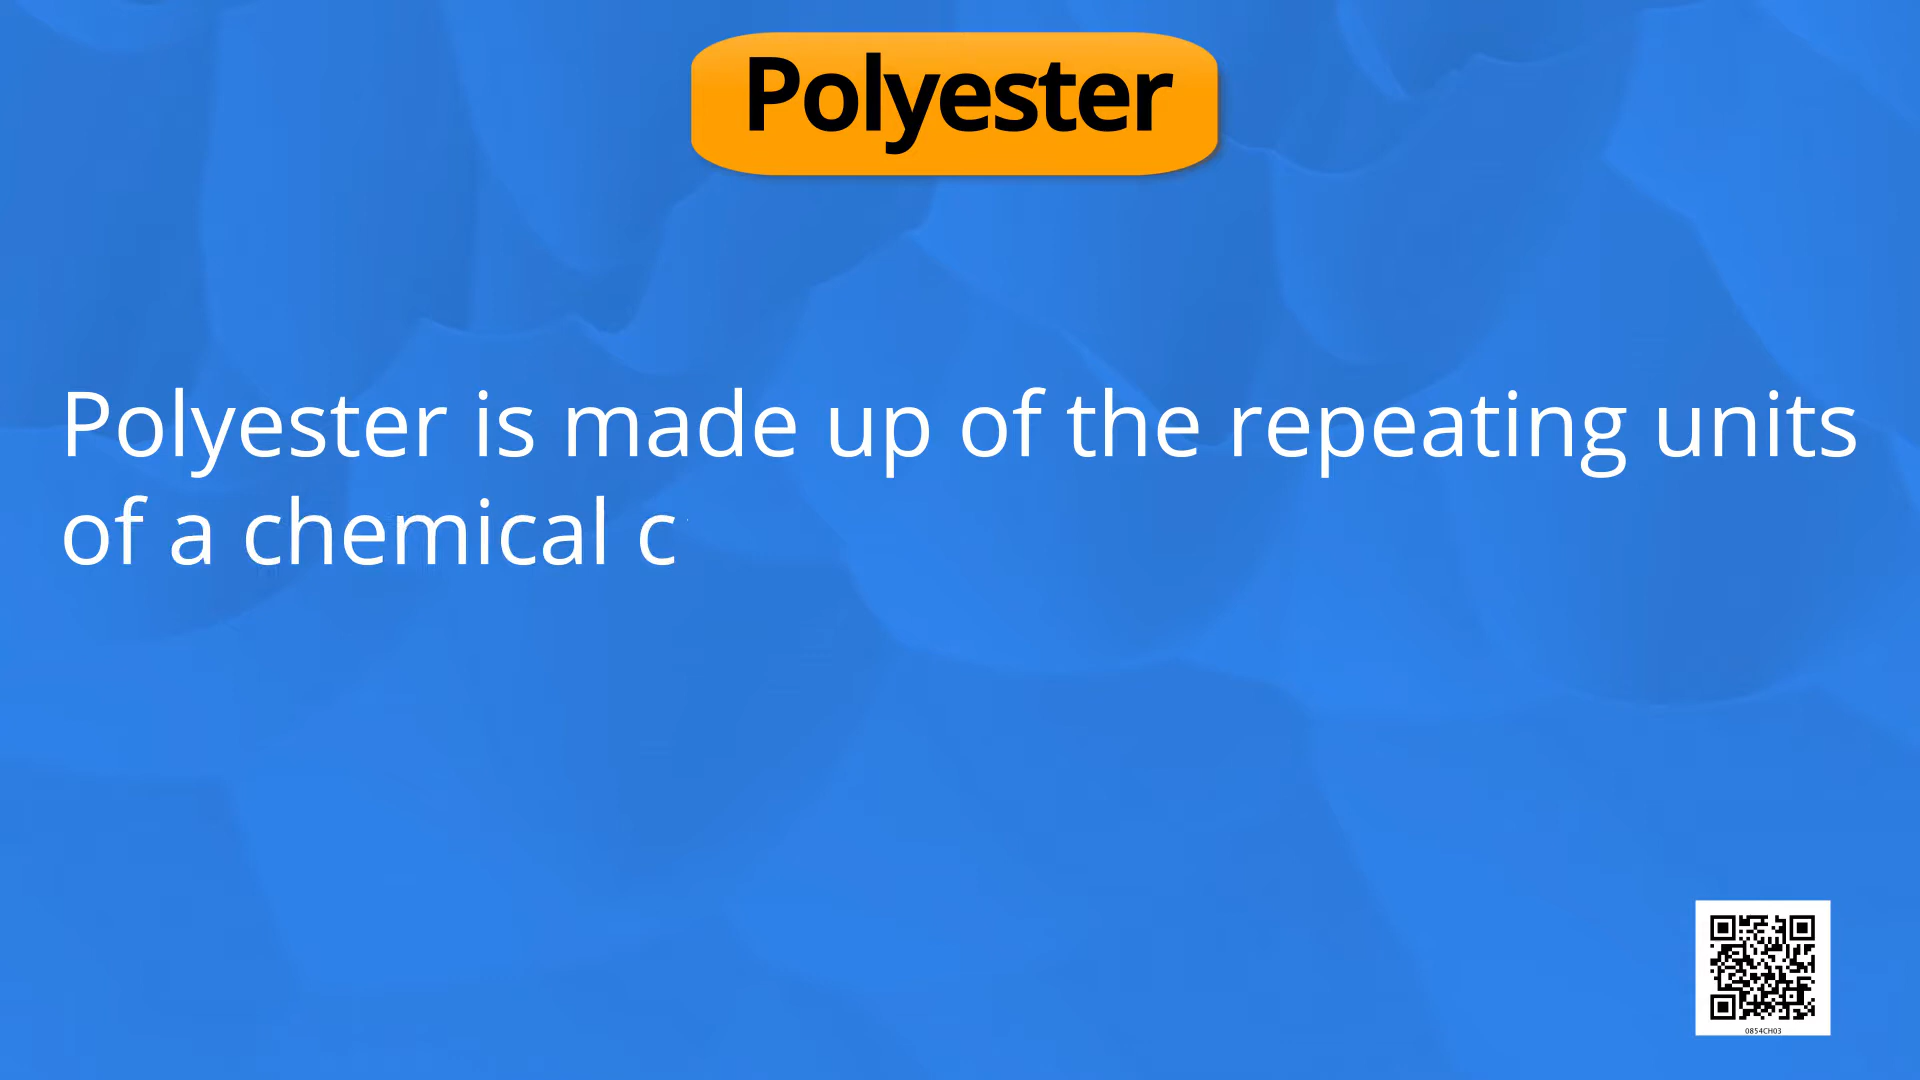 Polyester
Polyester is made up of the repeating units
of a chemical c
0854CH03